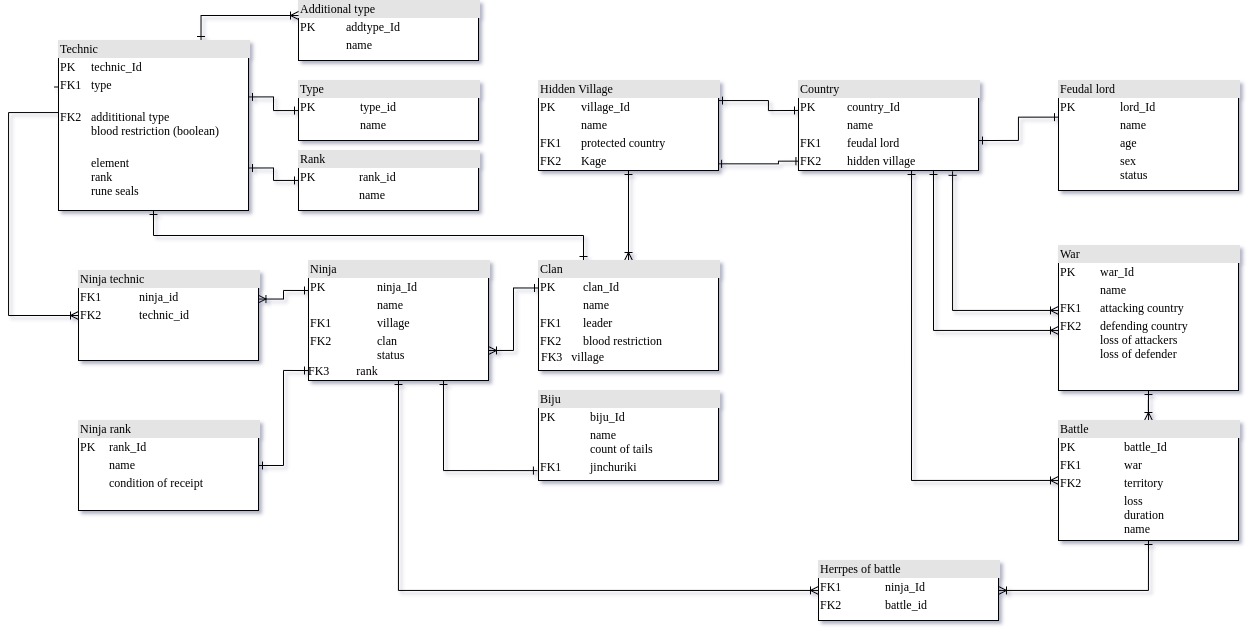 Additional type
PK addtype_Id
name
Technic
PK technic_Id
FK1 type
FK2 addititional type
blood restriction (boolean)
element
rank
rune seals
Type
PK type_id
name
Rank
PK rank_id
name
Hidden Village
PK village_Id
name
FK1 protected country
FK2 Kage
Country
PK country_Id
name
FK1 feudal lord
FK2 hidden village
Feudal lord
PK lord_Id
name
age
sex
status
Ninja technic
FK1 ninja_id
FK2 technic_id
Ninja
PK ninja_Id
name
FK1 village
FK2 clan
status
FK3 rank
Clan
PK clan_Id
name
FK1 leader
FK2 blood restriction
FK3 village
War
PK war_Id
name
FK1 attacking country
FK2 defending country
loss of attackers
loss of defender
Ninja rank
PK rank_Id
name
condition of receipt
Biju
PK biju_Id
name
count of tails
FK1 jinchuriki
Battle
PK battle_Id
FK1 war
FK2 territory
loss
duration
name
Herrpes of battle
FK1 ninja_Id
FK2 battle_id